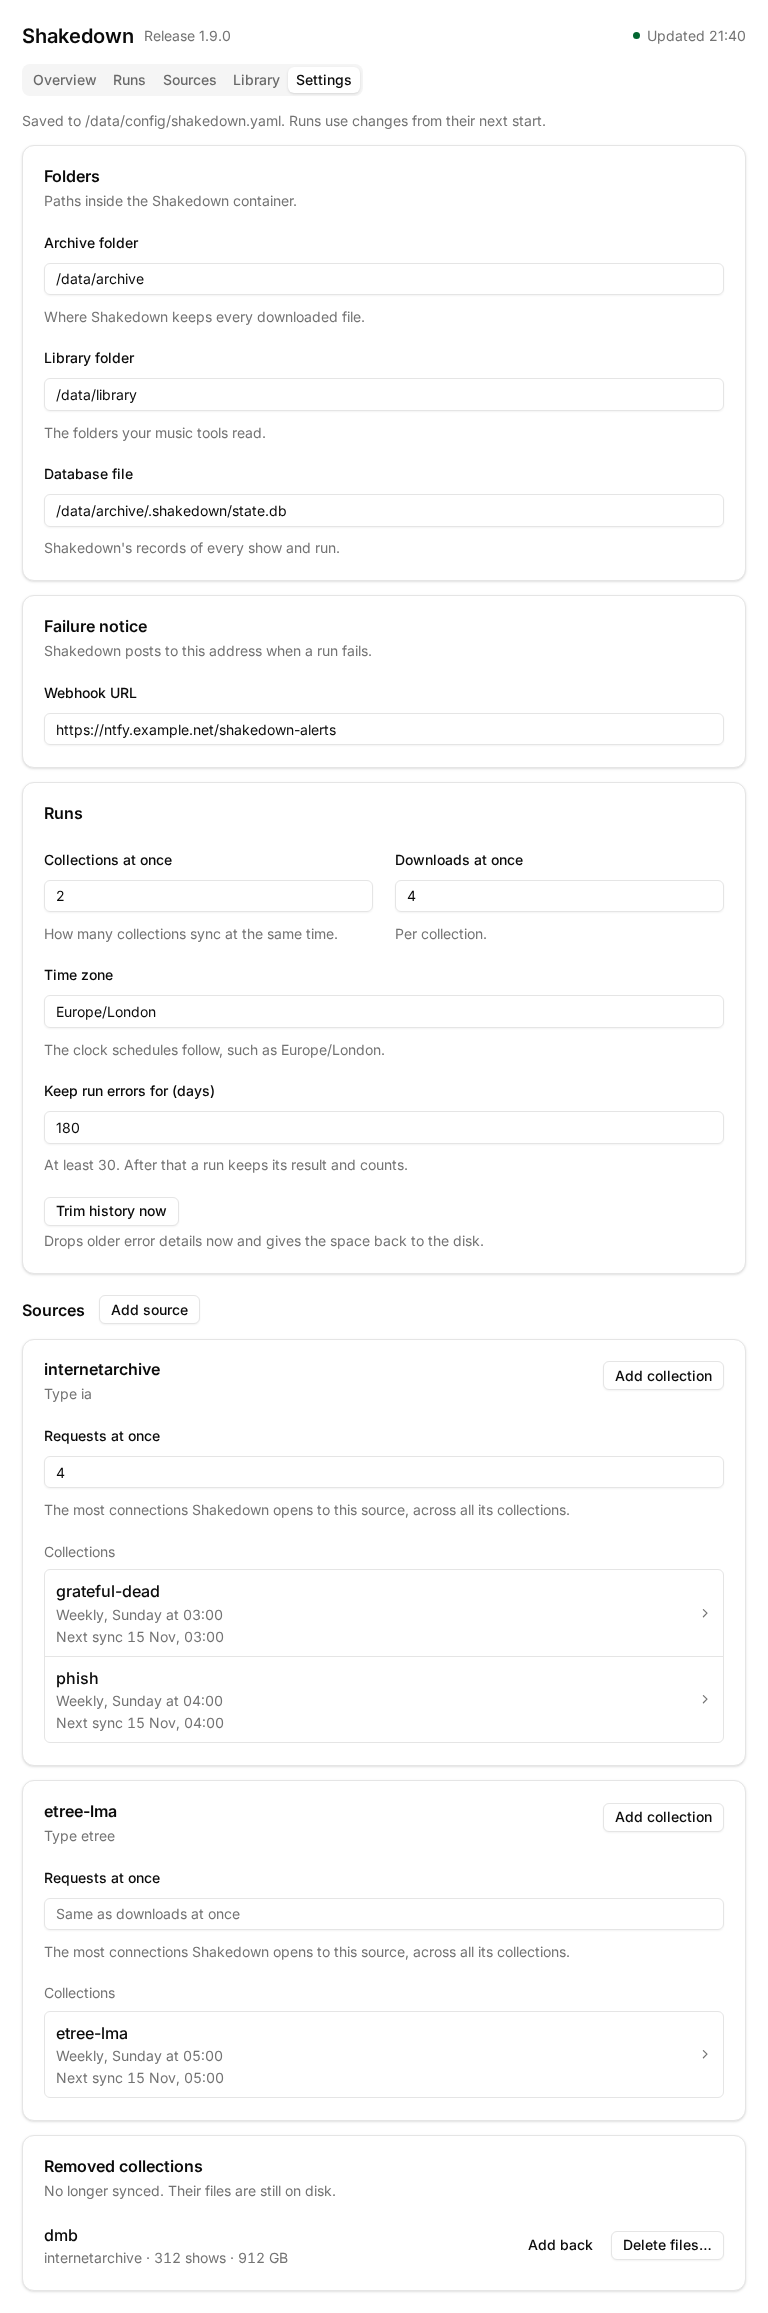 Shakedown Release 1.9.0 Updated 21:40
Overview Runs Sources Library Settings
Saved to /data/config/shakedown.yaml. Runs use changes from their next start.
Folders
Paths inside the Shakedown container.
Archive folder
/data/archive
Where Shakedown keeps every downloaded file.
Library folder
/data/library
The folders your music tools read.
Database file
/data/archive/.shakedown/state.db
Shakedown's records of every show and run.
Failure notice
Shakedown posts to this address when a run fails.
Webhook URL
https://ntfy.example.net/shakedown-alerts
Runs
Collections at once Downloads at once
2 4
How many collections sync at the same time. Per collection.
Time zone
Europe/London
The clock schedules follow, such as Europe/London.
Keep run errors for (days)
180
At least 30. After that a run keeps its result and counts.
Trim history now
Drops older error details now and gives the space back to the disk.
Sources Add source
internetarchive Add collection
Type ia
Requests at once
4
The most connections Shakedown opens to this source, across all its collections.
Collections
grateful-dead
Weekly, Sunday at 03:00
Next sync 15 Nov, 03:00
phish
Weekly, Sunday at 04:00
Next sync 15 Nov, 04:00
etree-lma Add collection
Type etree
Requests at once
Same as downloads at once
The most connections Shakedown opens to this source, across all its collections.
Collections
etree-lma
Weekly, Sunday at 05:00
Next sync 15 Nov, 05:00
Removed collections
No longer synced. Their files are still on disk.
dmb
internetarchive · 312 shows · 912 GB Add back Delete files...